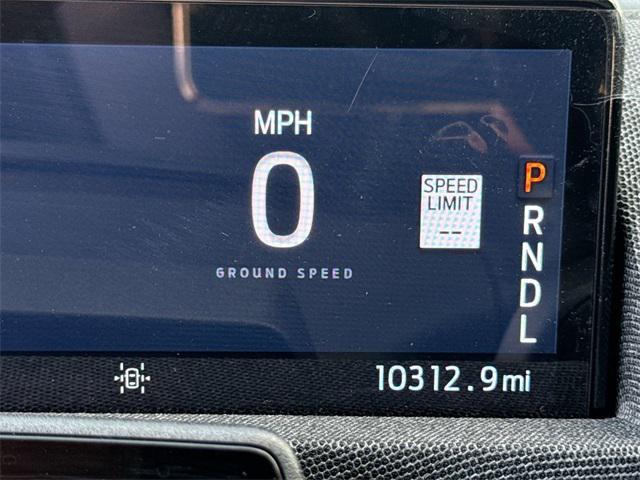 MPH
0
GROUND SPEED
SPEED
LIMIT
--
P
R
N
D
L
10312.9mi